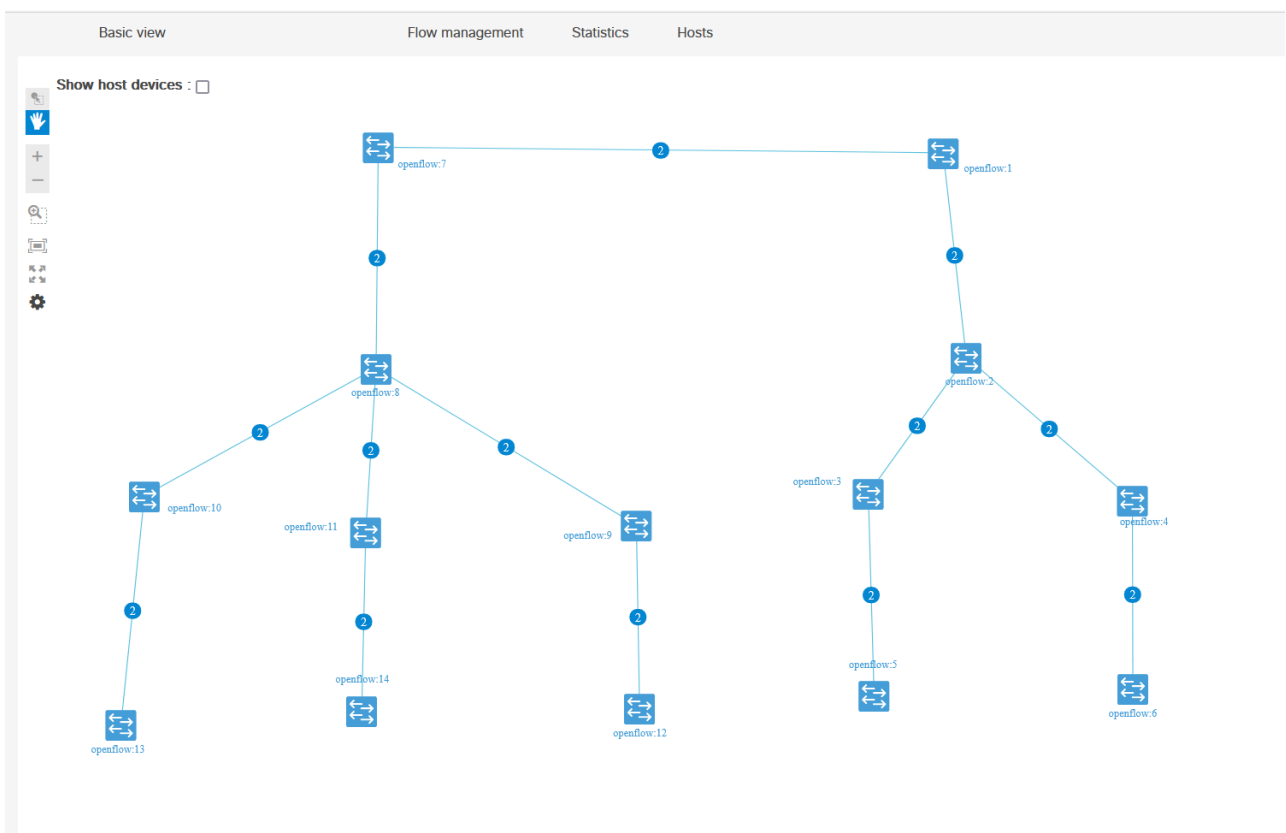 Basic view Flow management Statistics Hosts
Show host devices :
2
openflow:7
openflow:1
2
2
openflow:8
openflow:2
2
2
2
2
2
openflow:3
openflow:10
openflow:11
openflow:9
openflow:4
2
2
2
2
2
openflow:5
openflow:14
openflow:6
openflow:12
openflow:13